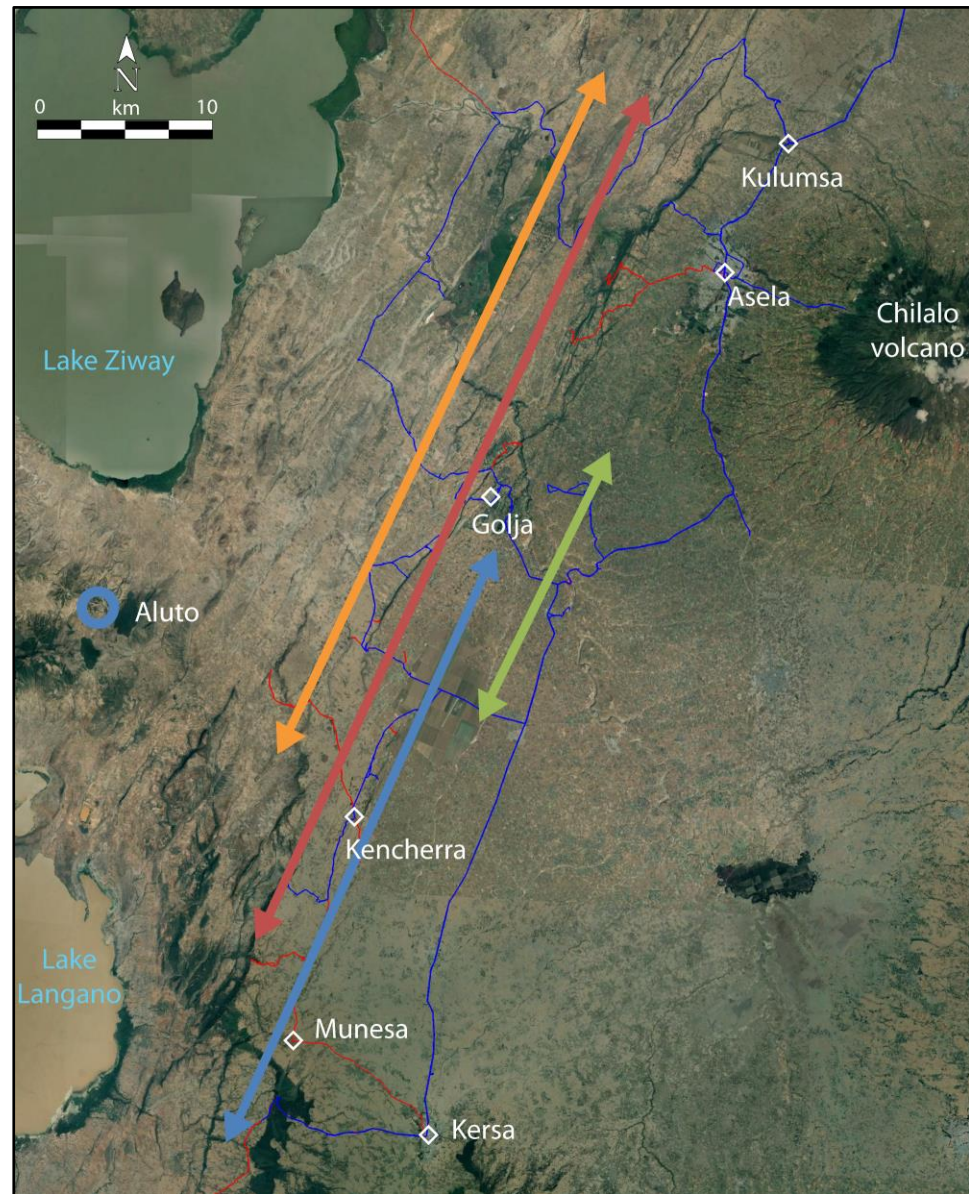 N
0 km 10
Kulumsa
Asela
Chilalo
volcano
Lake Ziway
Golja
Aluto
Kencherra
Lake
Langano
Munesa
Kersa